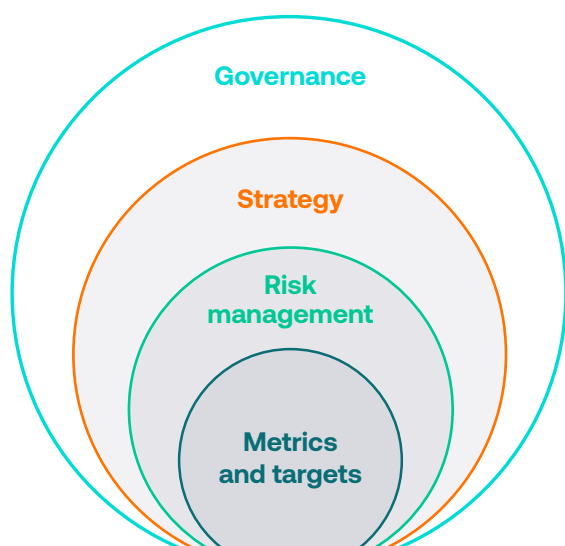 Governance
Strategy
Risk
management
Metrics
and targets